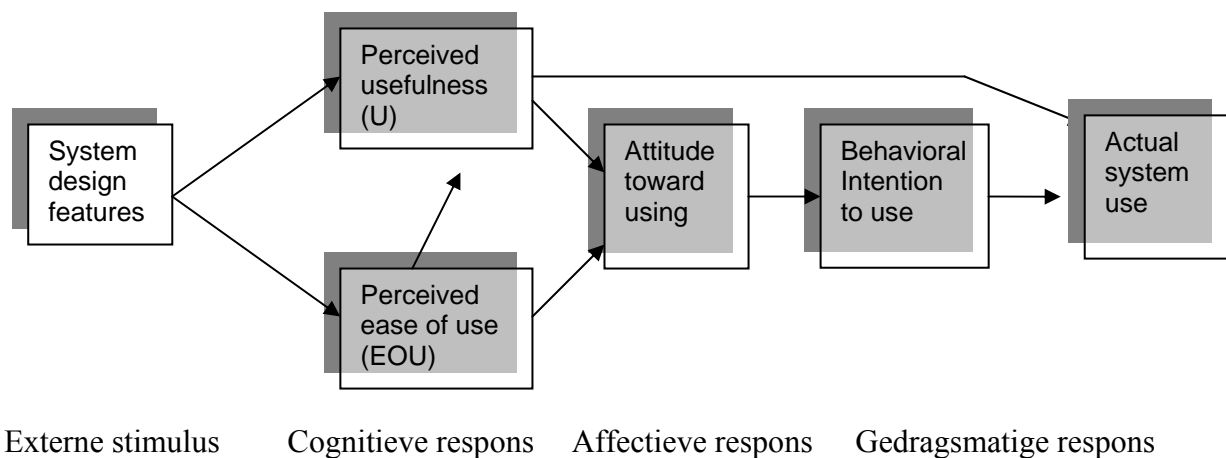 Perceived
usefulness
(U)
System
design
features
Attitude
toward
using
Behavioral
Intention
to use
Actual
system
use
Perceived
ease of use
(EOU)
Externe stimulus
Cognitieve respons
Affectieve respons
Gedragsmatige respons